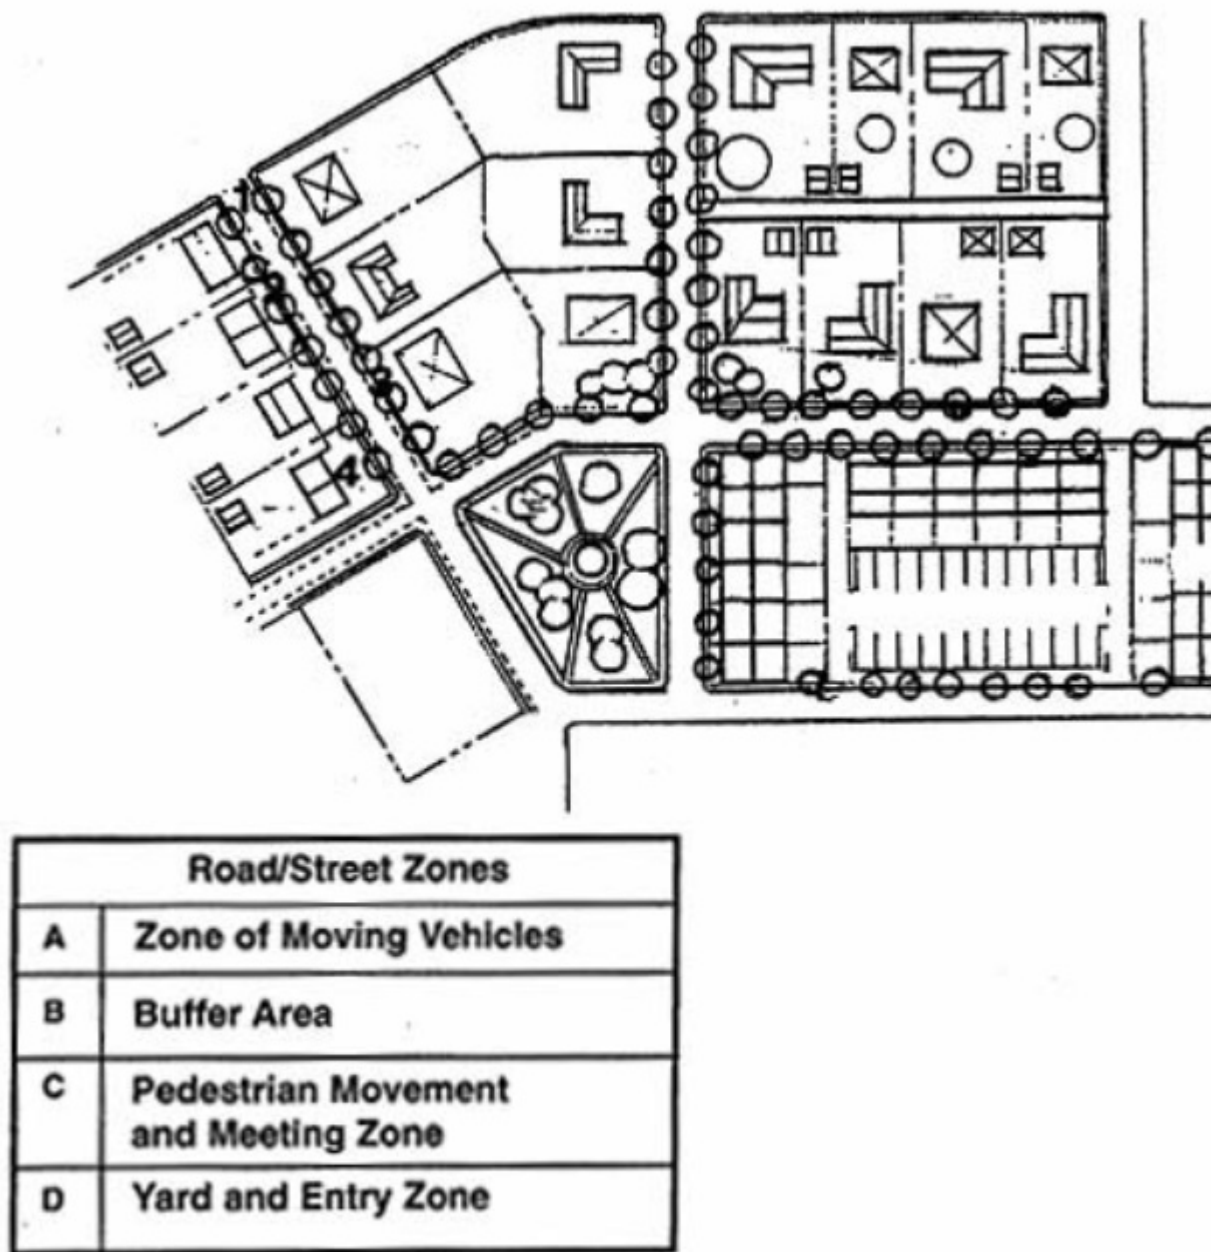 Road/Street Zones
A Zone of Moving Vehicles
B Buffer Area
C Pedestrian Movement
and Meeting Zone
D Yard and Entry Zone